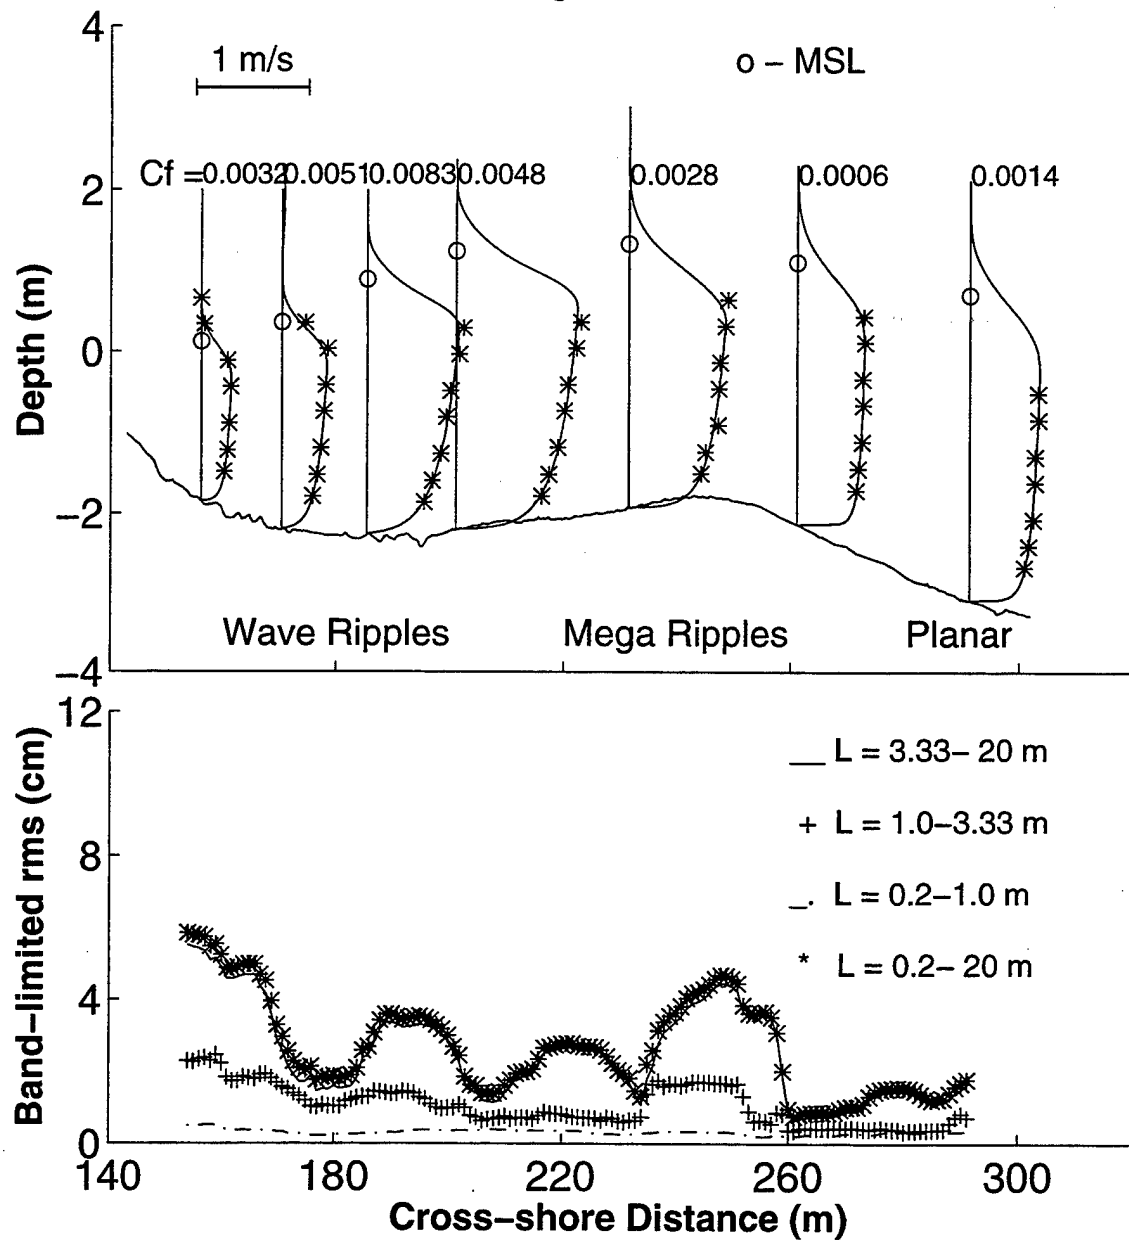 4
1 m/s
o – MSL
Cf =0.0032 0.0051 0.0083 0.0048 0.0028 0.0006 0.0014
2
0
−2
−4
Depth (m)
Wave Ripples Mega Ripples Planar
12
8
4
0
Band–limited rms (cm)
L = 3.33– 20 m
+ L = 1.0–3.33 m
_. L = 0.2–1.0 m
* L = 0.2– 20 m
140 180 220 260 300
Cross–shore Distance (m)